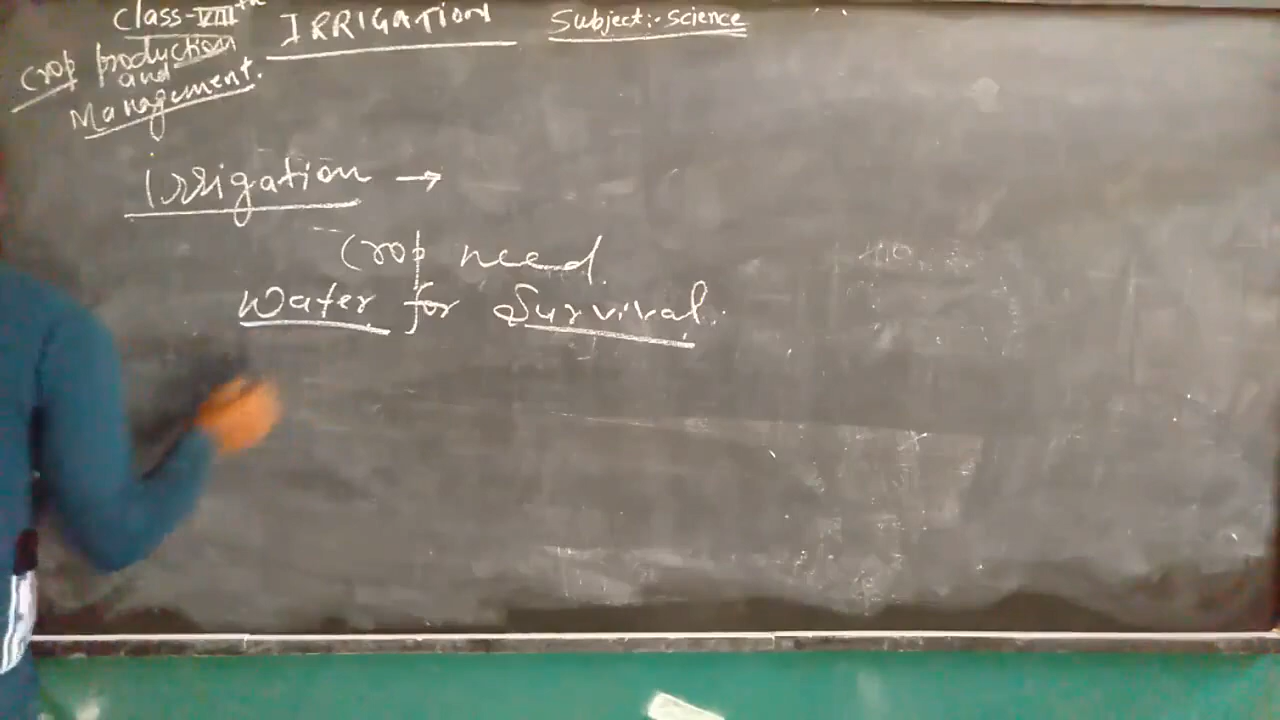 Class-VIIIth
IRRIGATION
Subject:- Science
Crop production
and
Management.
Irrigation →
Crop need
Water for Survival.